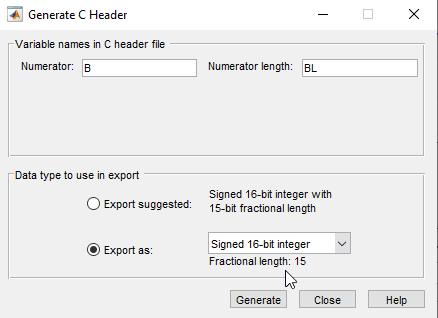 Generate C Header
Variable names in C header file
Numerator: B Numerator length: BL
Data type to use in export
Export suggested: Signed 16-bit integer with
15-bit fractional length
Export as: Signed 16-bit integer
Fractional length: 15
Generate Close Help